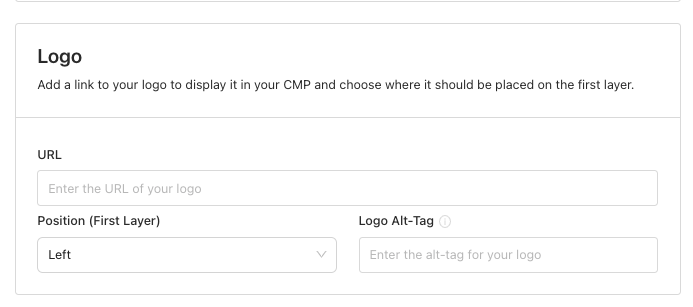 Logo
Add a link to your logo to display it in your CMP and choose where it should be placed on the first layer.
URL
Enter the URL of your logo
Position (First Layer)
Left
Logo Alt-Tag
Enter the alt-tag for your logo